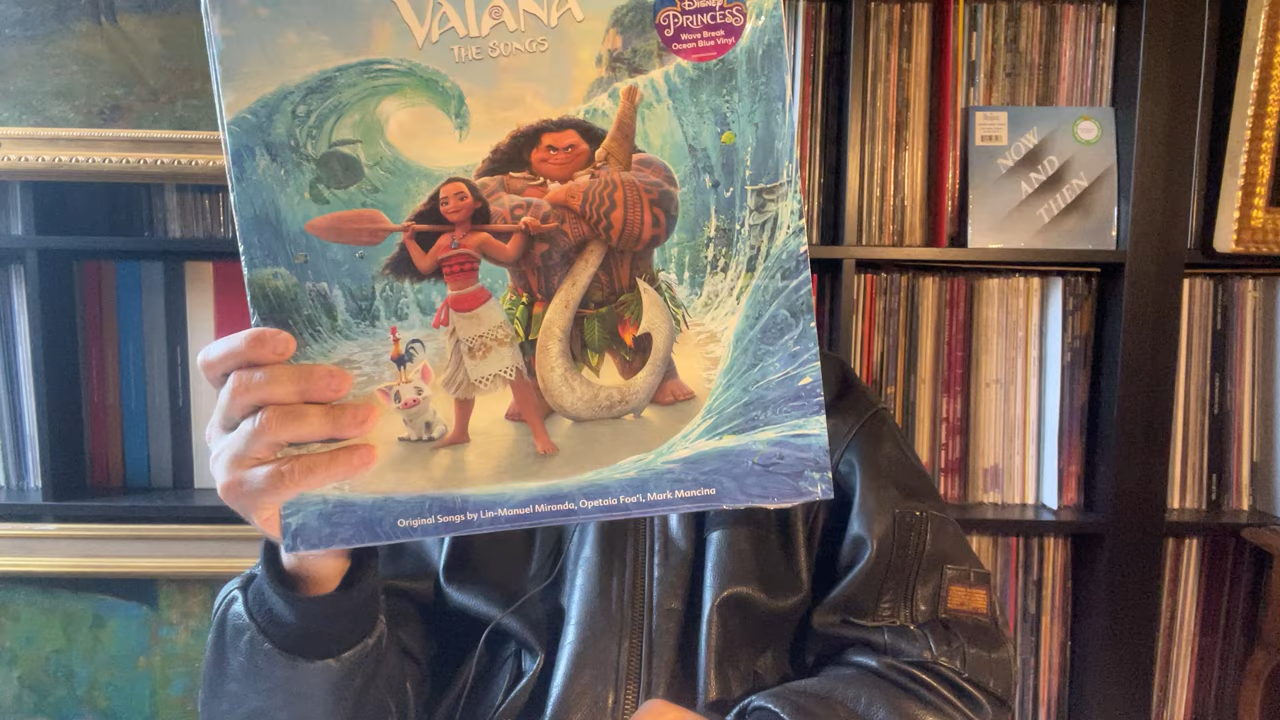 VAIANA
THE SONGS
Disney
PRINCESS
Wave Break
Ocean Blue Vinyl
Original Songs by Lin-Manuel Miranda, Opetaia Foa'i, Mark Mancina
NOW
AND
THEN